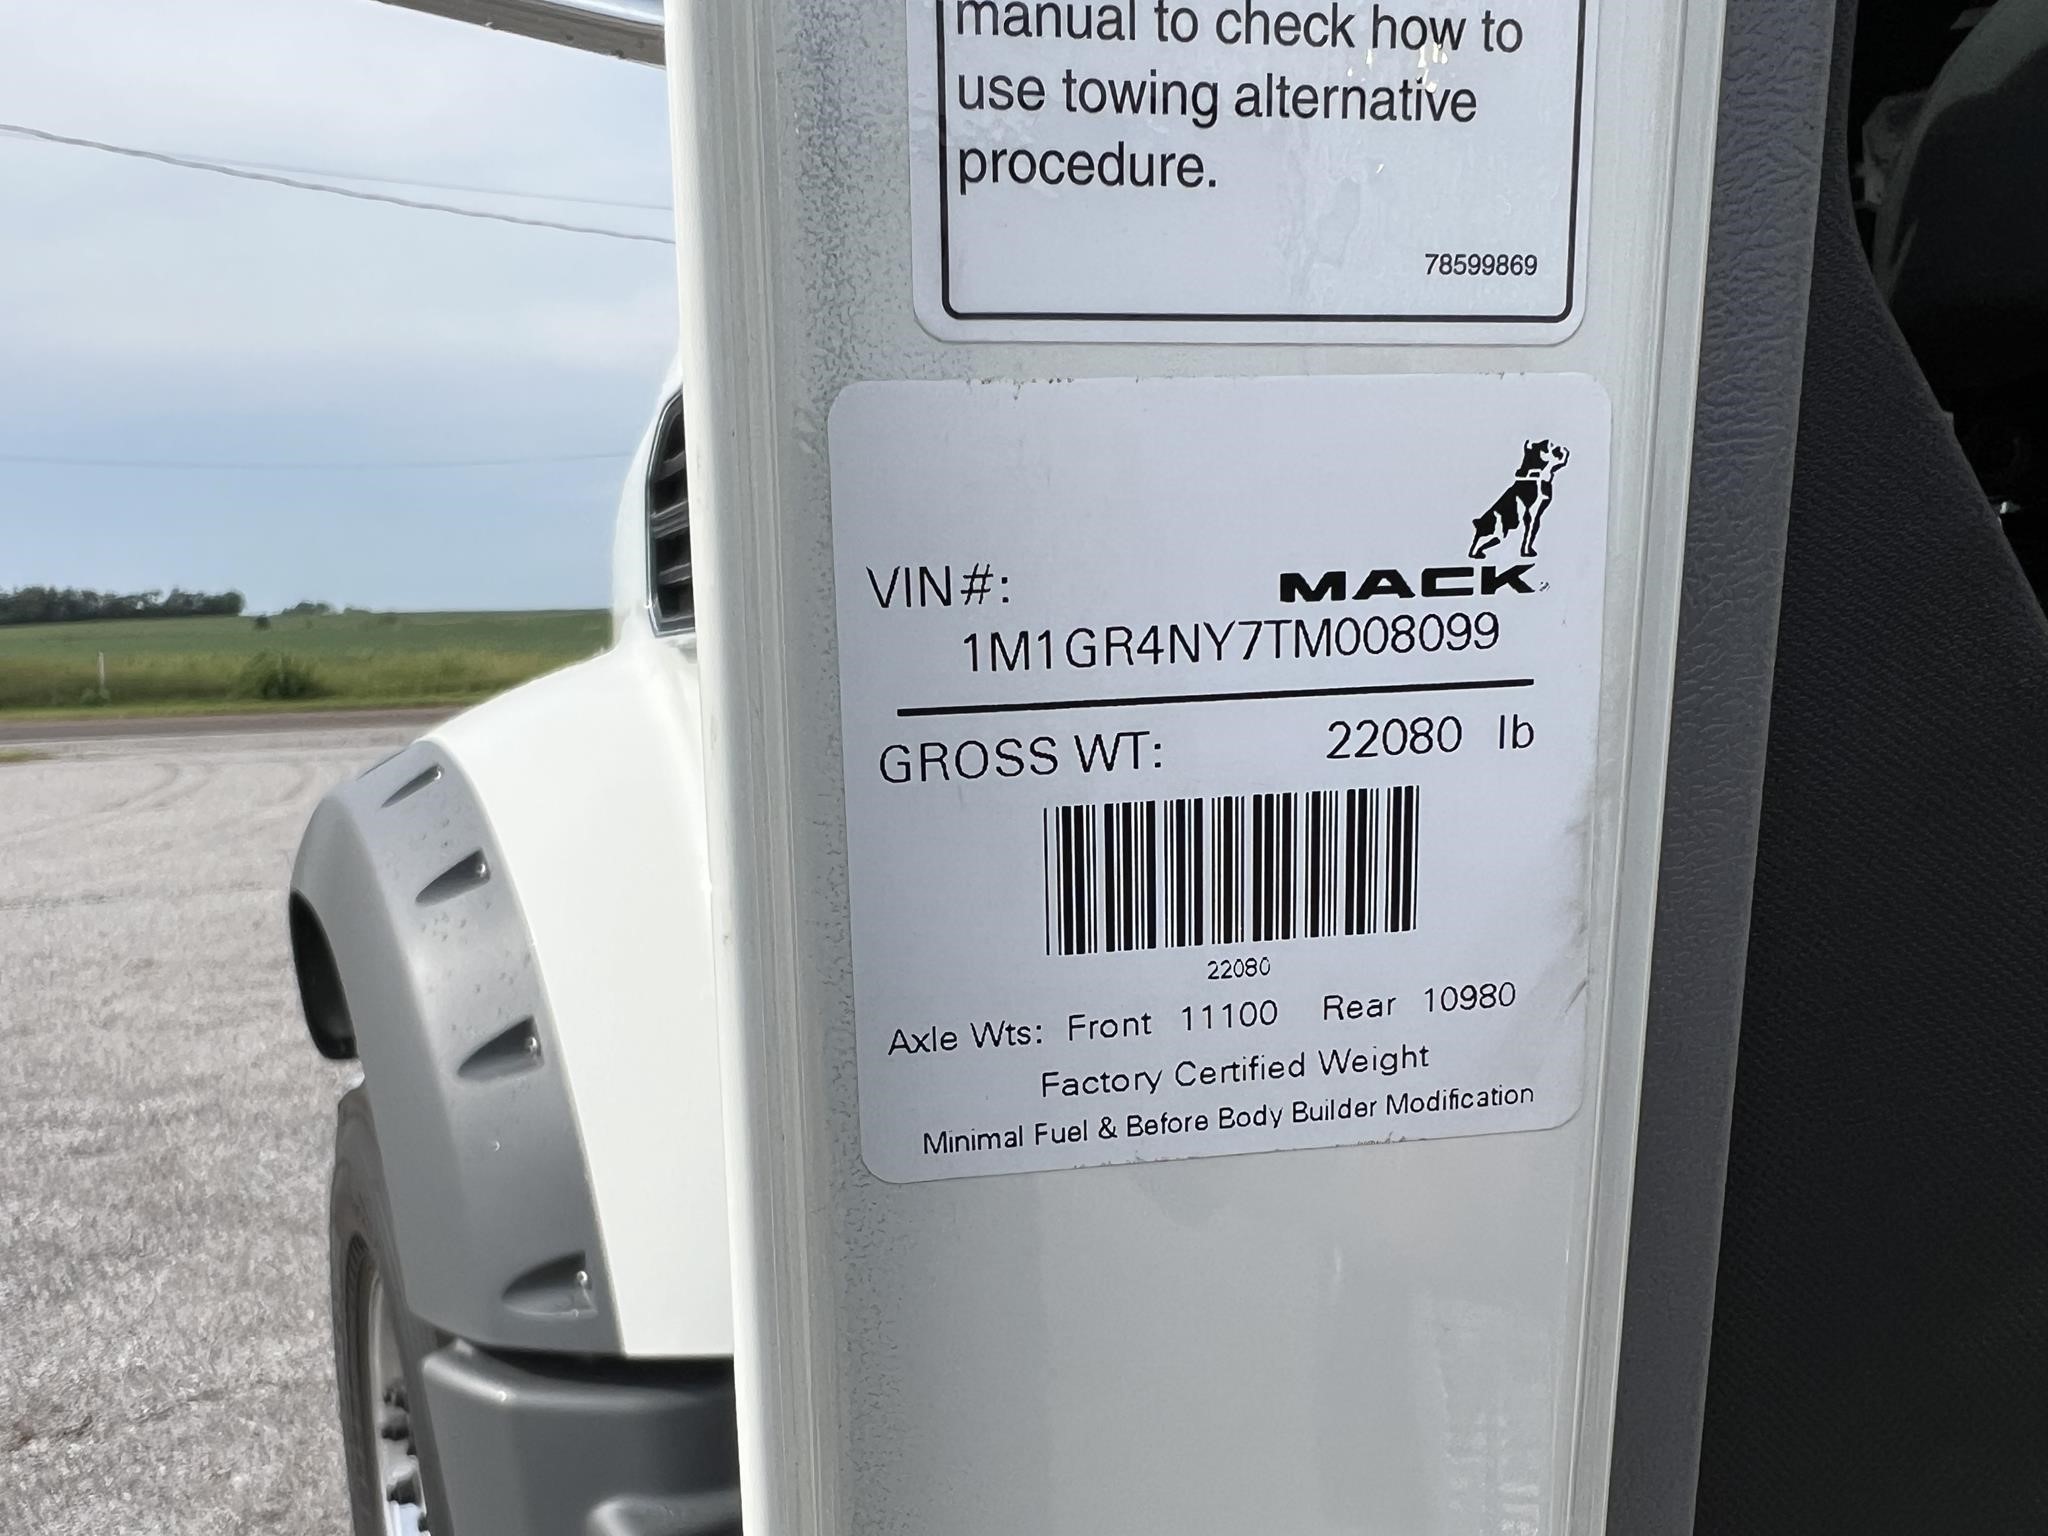 manual to check how to
use towing alternative
procedure.
78599869
MACK
VIN#:
1M1GR4NY7TM008099
GROSS WT: 22080 lb
22080
Axle Wts: Front 11100 Rear 10980
Factory Certified Weight
Minimal Fuel & Before Body Builder Modification